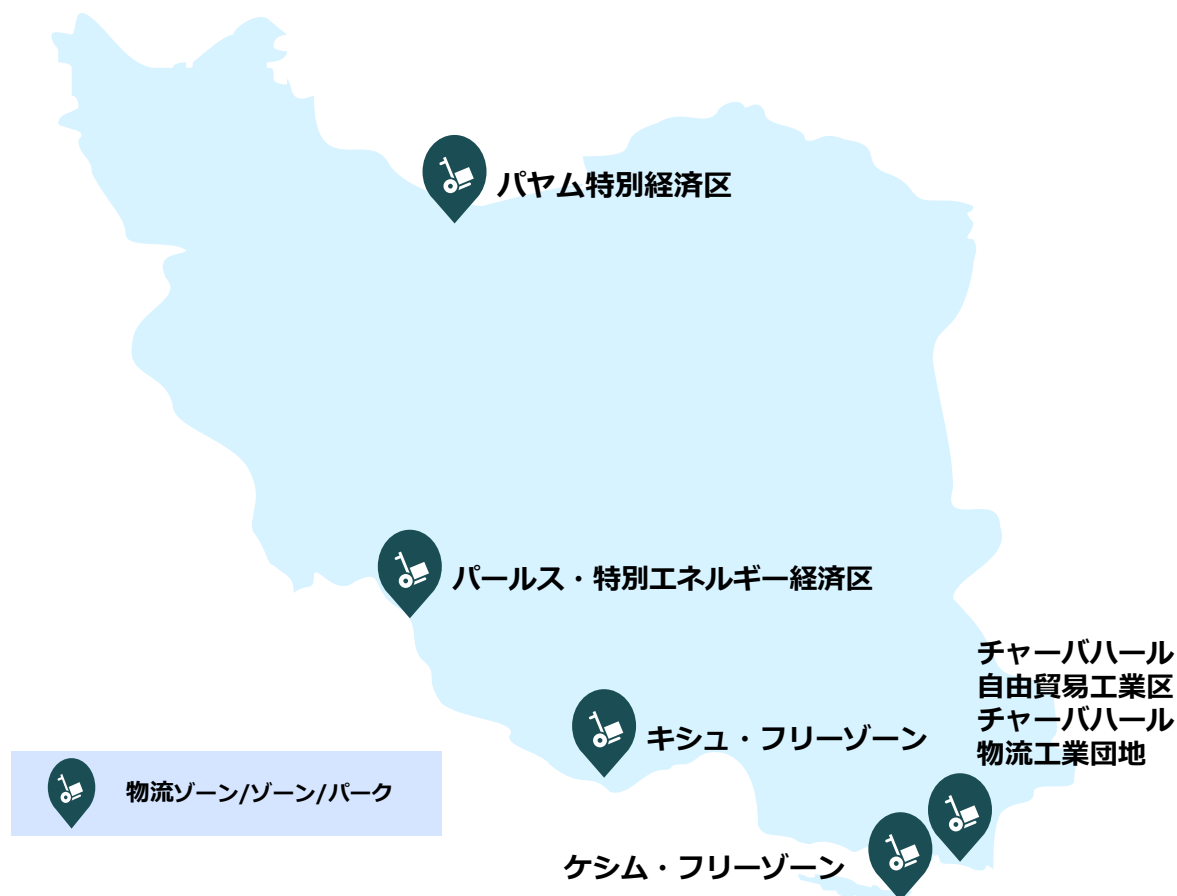 パヤム特別経済区
パールス・特別エネルギー経済区
チャーバハール
自由貿易工業区
チャーバハール
物流工業団地
キシュ・フリーゾーン
物流ゾーン/ゾーン/パーク
ケシム・フリーゾーン